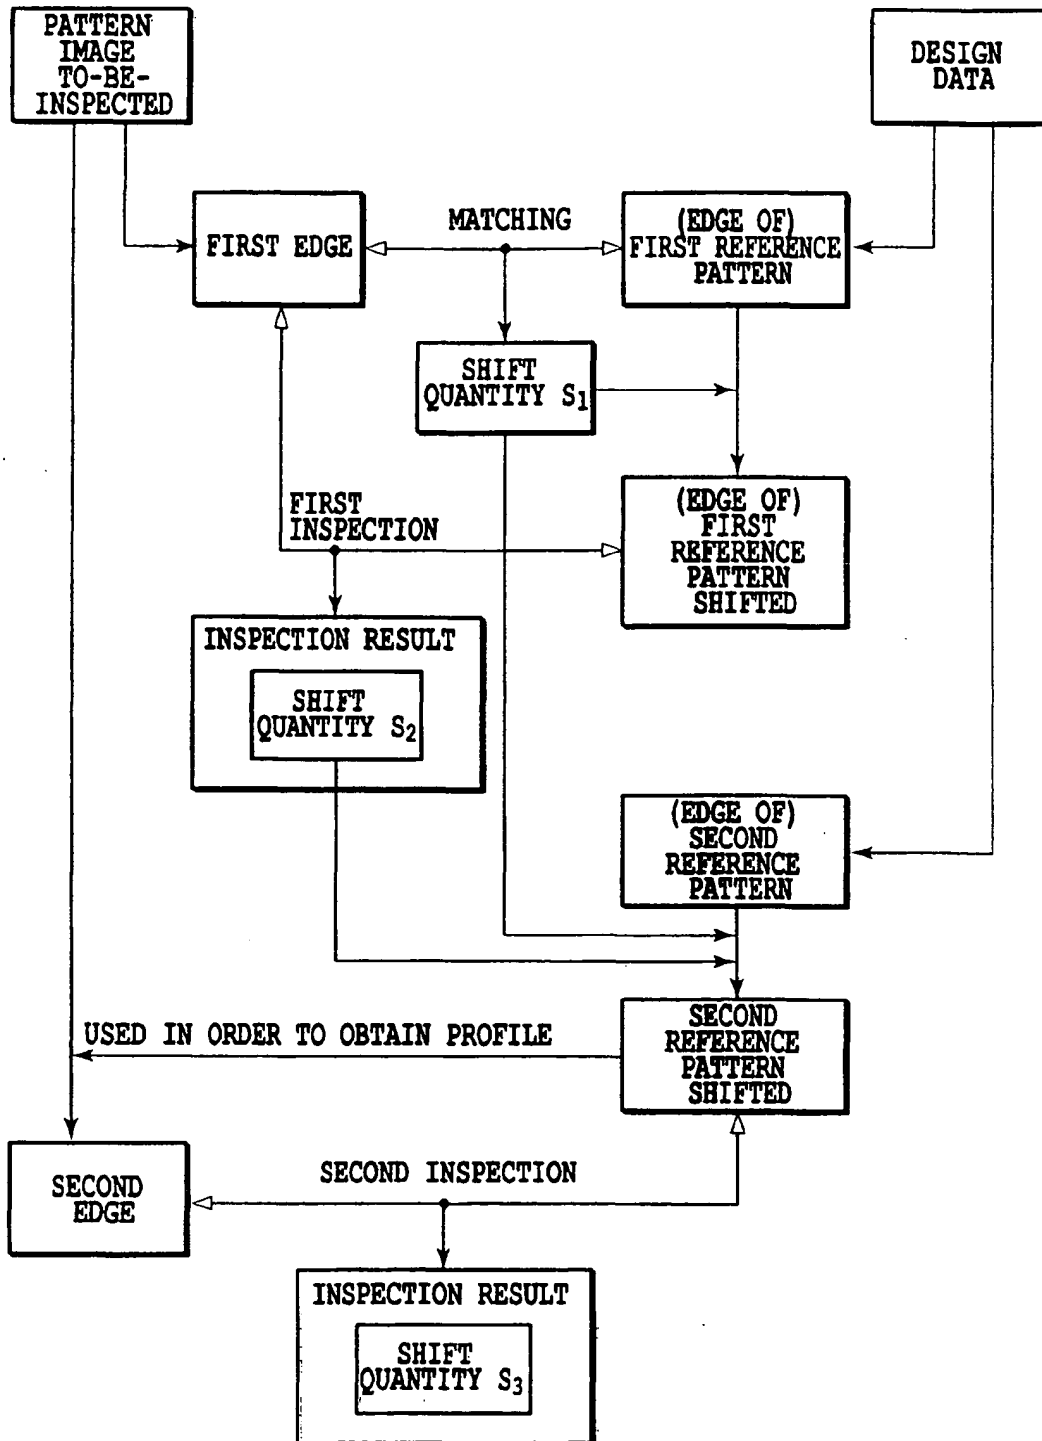 PATTERN
IMAGE
TO-BE-
INSPECTED
DESIGN
DATA
FIRST EDGE
MATCHING
(EDGE OF)
FIRST REFERENCE
PATTERN
SHIFT
QUANTITY S1
FIRST
INSPECTION
(EDGE OF)
FIRST
REFERENCE
PATTERN
SHIFTED
INSPECTION RESULT
SHIFT
QUANTITY S2
(EDGE OF)
SECOND
REFERENCE
PATTERN
USED IN ORDER TO OBTAIN PROFILE
SECOND
REFERENCE
PATTERN
SHIFTED
SECOND
EDGE
SECOND INSPECTION
INSPECTION RESULT
SHIFT
QUANTITY S3